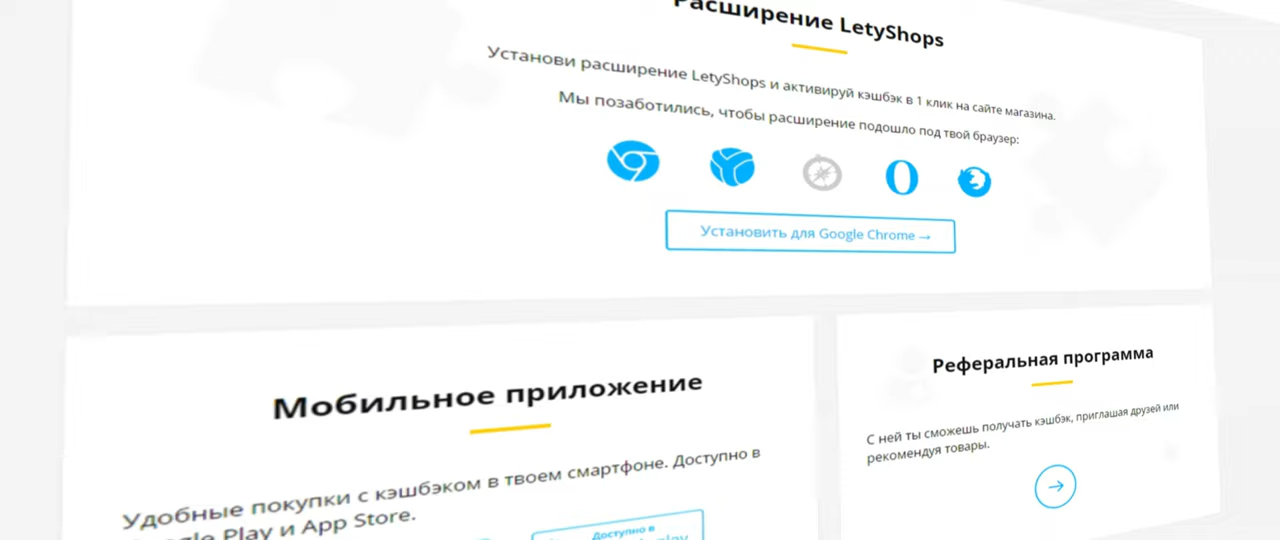 Расширение LetyShops
Установи расширение LetyShops и активируй кэшбэк в 1 клик на сайте магазина.
Мы позаботились, чтобы расширение подошло под твой браузер:
Установить для Google Chrome →
Мобильное приложение
Удобные покупки с кэшбэком в твоем смартфоне. Доступно в
Google Play и App Store.
Доступно в
Реферальная программа
С ней ты сможешь получать кэшбэк, приглашая друзей или
рекомендуя товары.